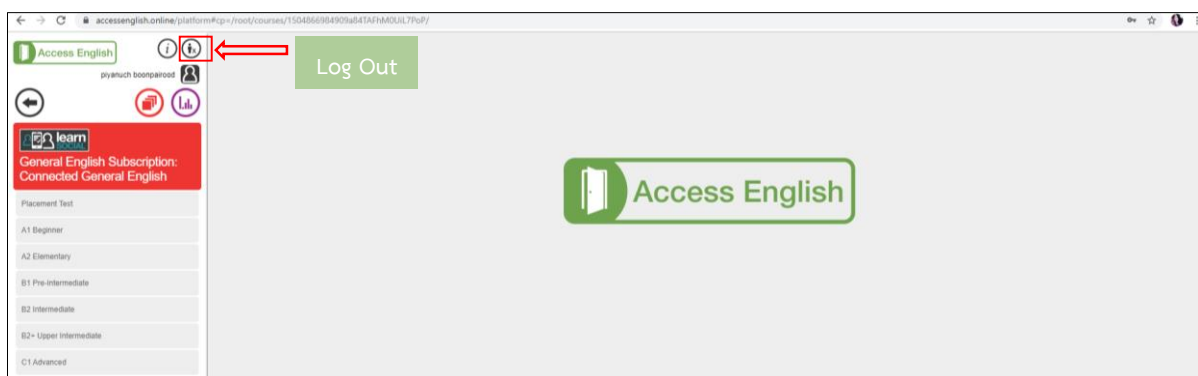 accessenglish.online/platform#cp=/root/courses/1504866984909a84TAFhM0UiL7PoP/
Access English
i
Log Out
piyanuch boonpairood
learn
SOCIAL
General English Subscription:
Connected General English
Placement Test
A1 Beginner
A2 Elementary
B1 Pre-Intermediate
B2 Intermediate
B2+ Upper Intermediate
C1 Advanced
Access English